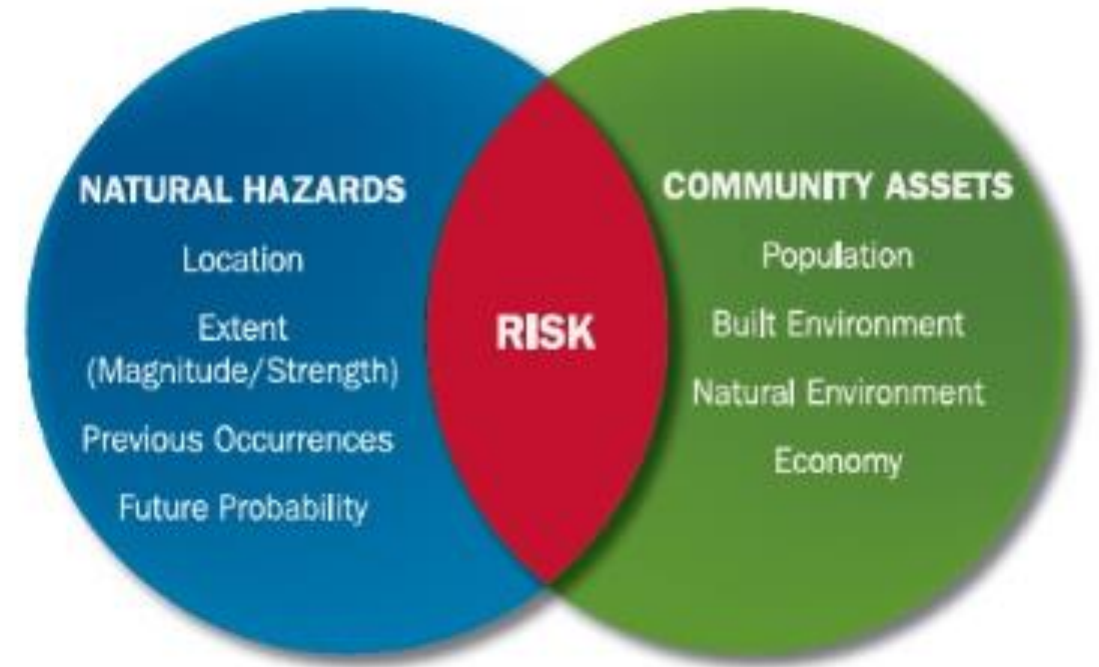 NATURAL HAZARDS
Location
Extent
(Magnitude/Strength)
Previous Occurrences
Future Probability
RISK
COMMUNITY ASSETS
Population
Built Environment
Natural Environment
Economy